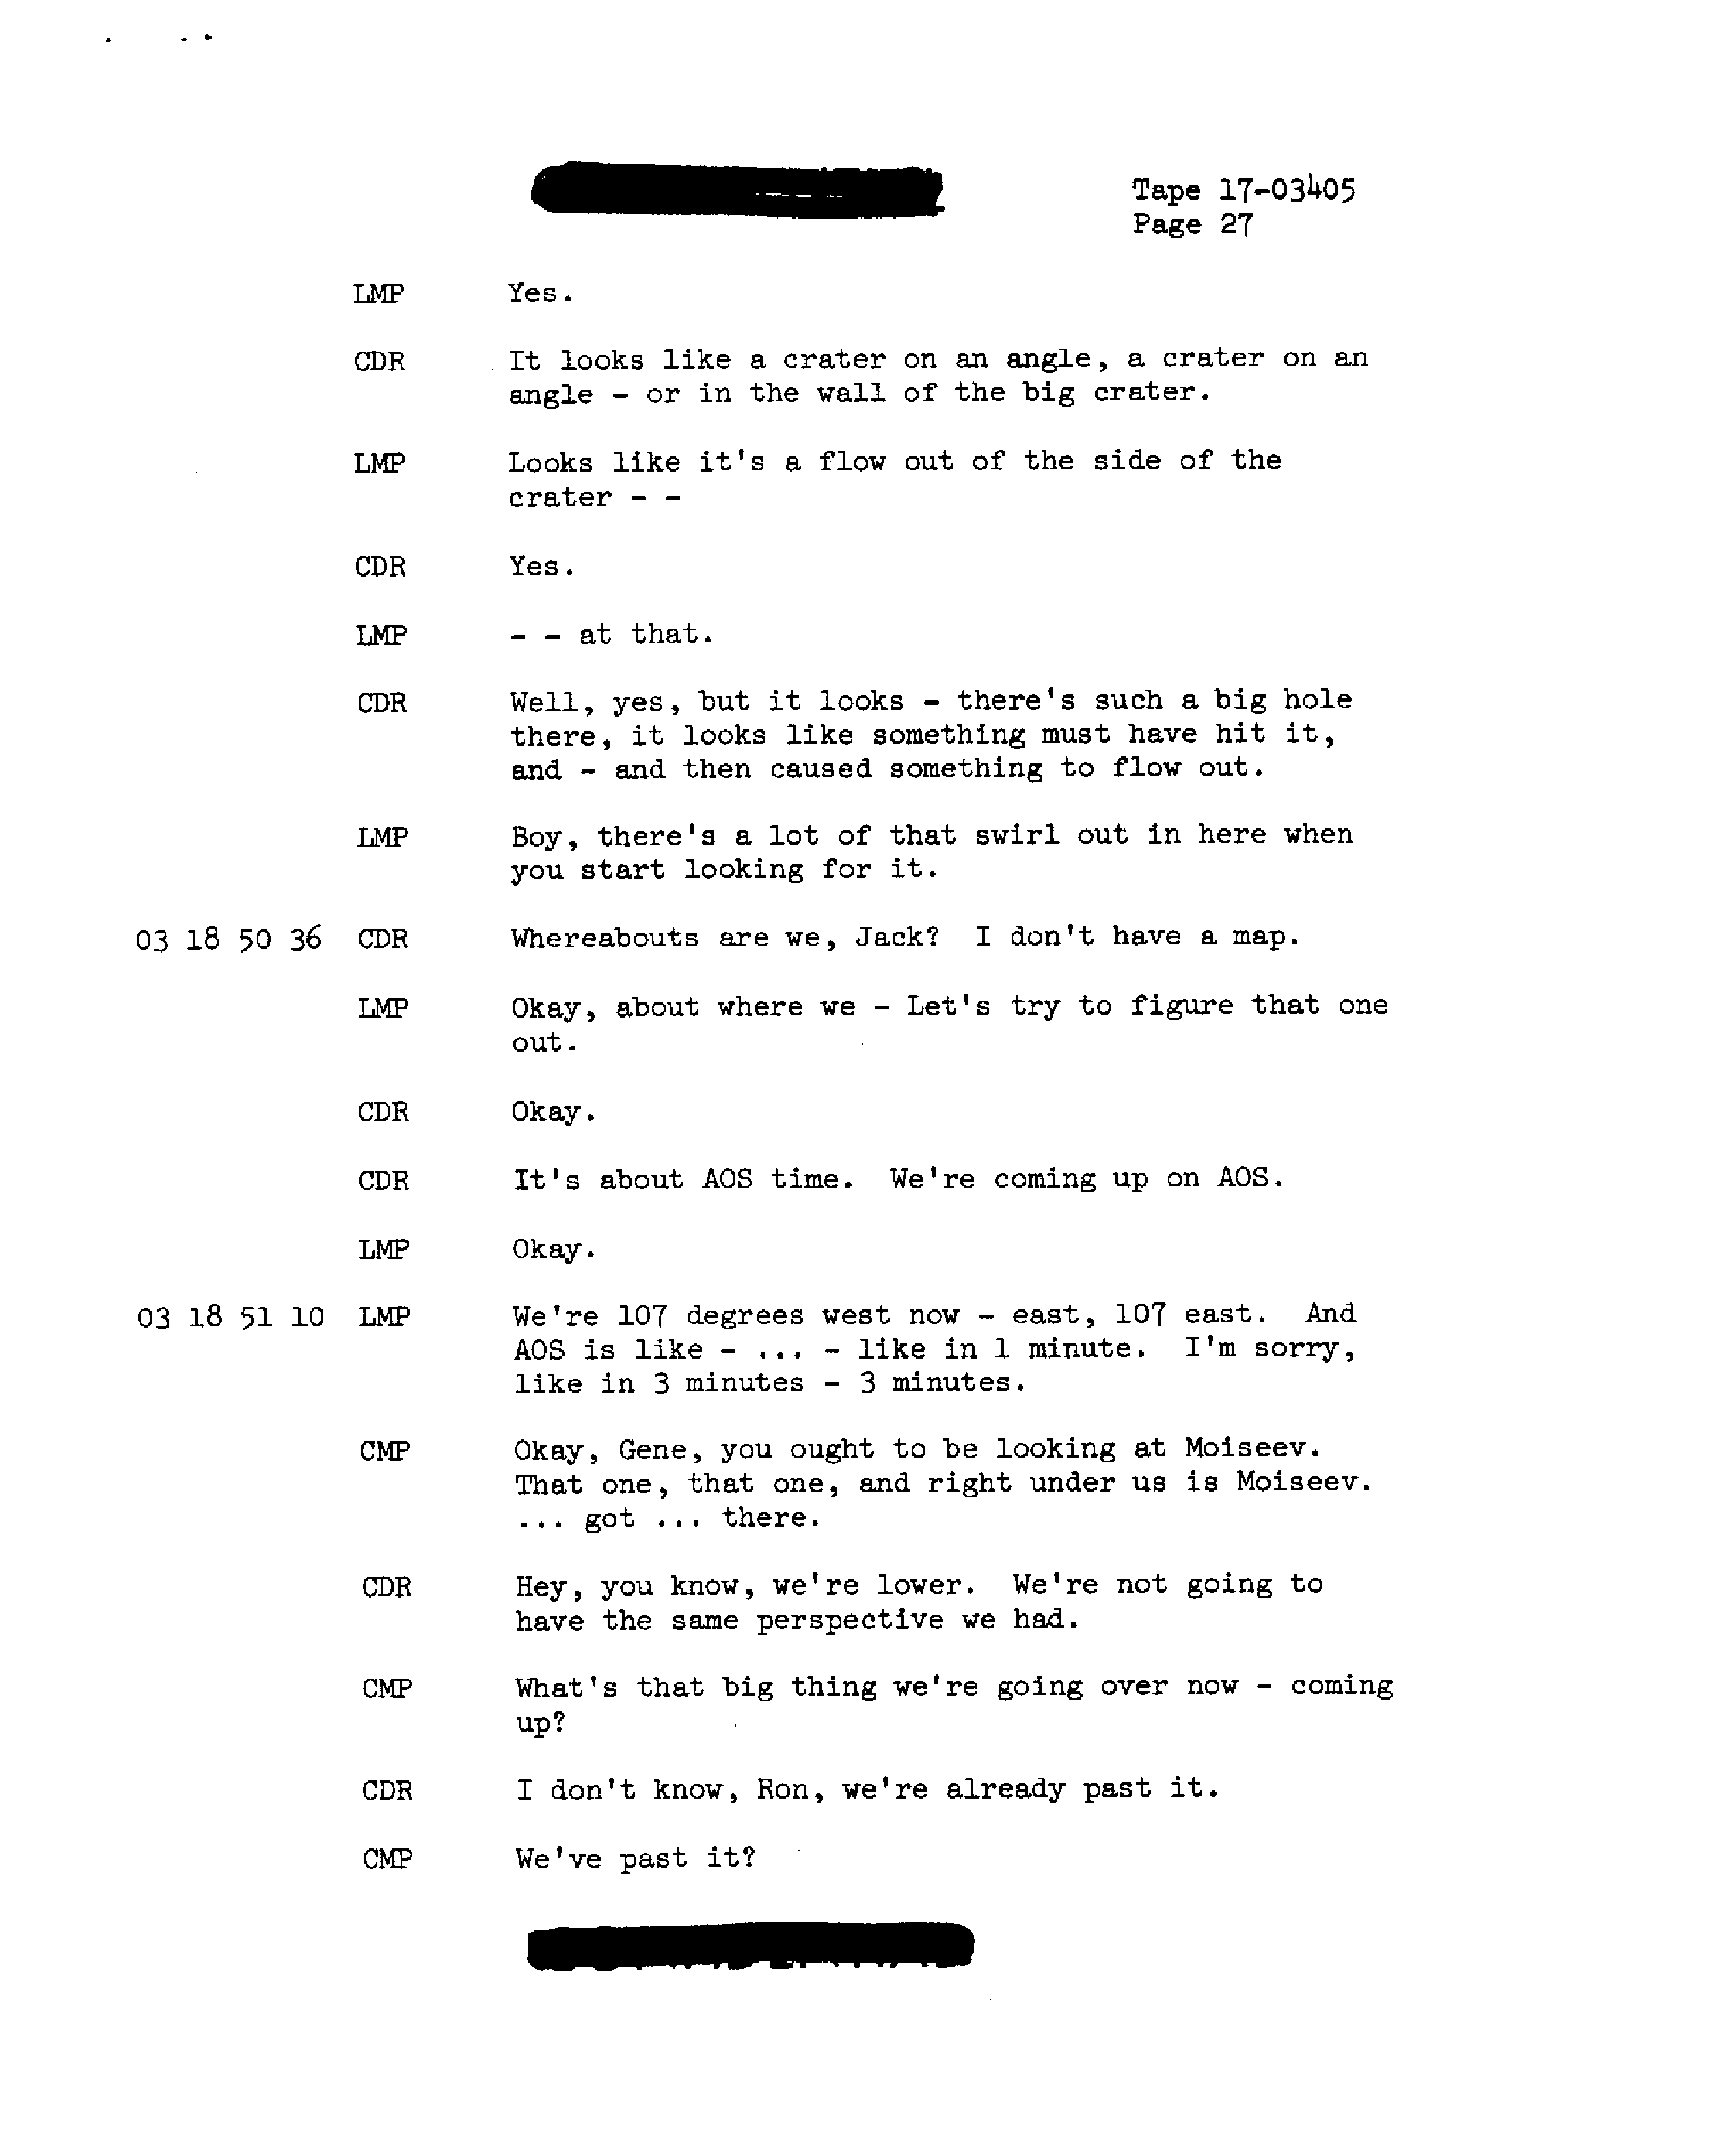 Tape 17-03405
Page 27
LMP Yes.
CDR It looks like a crater on an angle, a crater on an
angle - or in the wall of the big crater.
LMP Looks like it's a flow out of the side of the
crater - -
CDR Yes.
LMP - - at that.
CDR Well, yes, but it looks - there's such a big hole
there, it looks like something must have hit it,
and - and then caused something to flow out.
LMP Boy, there's a lot of that swirl out in here when
you start looking for it.
03 18 50 36 CDR Whereabouts are we, Jack? I don't have a map.
LMP Okay, about where we - Let's try to figure that one
out.
CDR Okay.
CDR It's about AOS time. We're coming up on AOS.
LMP Okay.
03 18 51 10 LMP We're 107 degrees west now - east, 107 east. And
AOS is like - ... - like in 1 minute. I'm sorry,
like in 3 minutes - 3 minutes.
CMP Okay, Gene, you ought to be looking at Moiseev.
That one, that one, and right under us is Moiseev.
... got ... there.
CDR Hey, you know, we're lower. We're not going to
have the same perspective we had.
CMP What's that big thing we're going over now - coming
up?
CDR I don't know, Ron, we're already past it.
CMP We've past it?